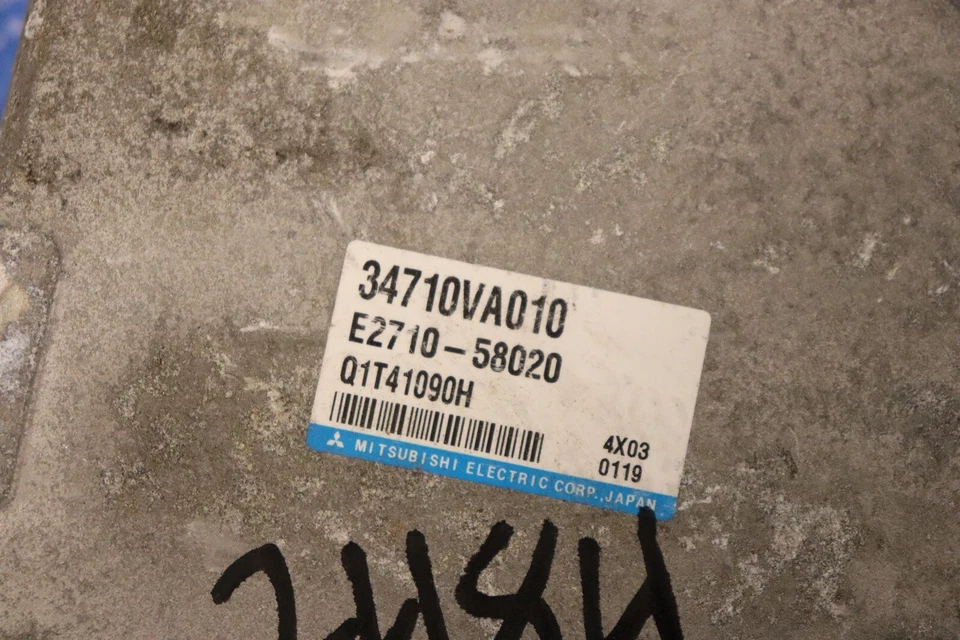 34710VA010
E2710-58020
Q1T41090H
4X03
0119
MITSUBISHI ELECTRIC CORP.,JAPAN